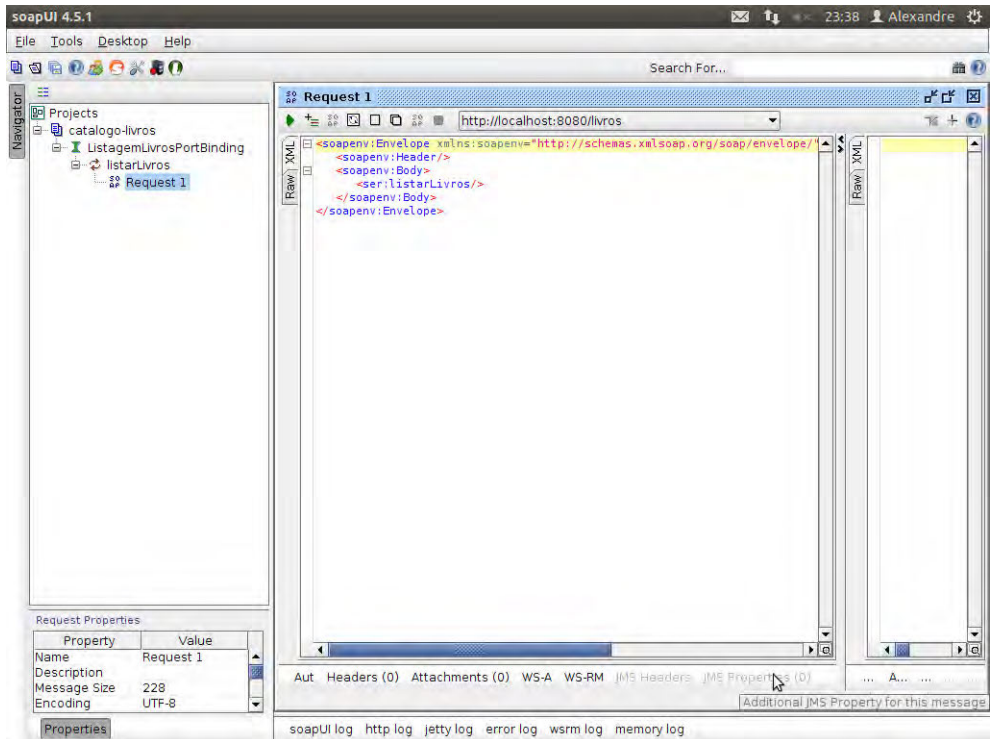 soapUI 4.5.1
23:38 Alexandre
File Tools Desktop Help
Search For...
Navigator
Projects
catalogo-livros
ListagemLivrosPortBinding
listarLivros
Request 1
Request 1
http://localhost:8080/livros
XML
Raw
<soapenv:Envelope xmlns:soapenv="http://schemas.xmlsoap.org/soap/envelope/"
<soapenv:Header/>
<soapenv:Body>
<ser:listarLivros/>
</soapenv:Body>
</soapenv:Envelope>
XML
Raw
Request Properties
Property Value
Name Request 1
Description
Message Size 228
Encoding UTF-8
Properties
Aut Headers (0) Attachments (0) WS-A WS-RM JMS Headers JMS Properties (0)
... A... ...
Additional JMS Property for this message
soapUI log http log jetty log error log wsrm log memory log